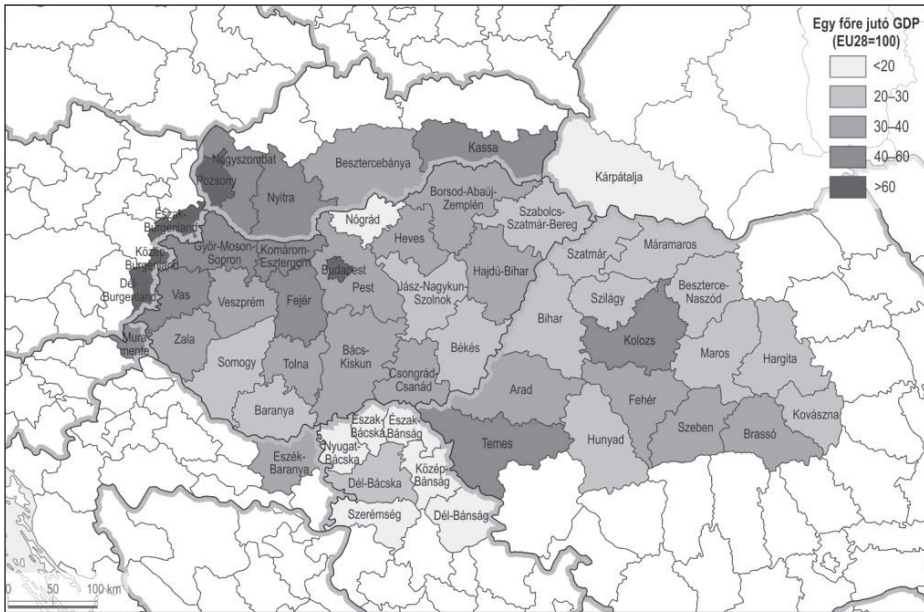 Egy főre jutó GDP
(EU28=100)
<20
20–30
30–40
40–60
>60
Nagyszombat
Pozsony
Nyitra
Besztercebánya
Kassa
Kárpátalja
Észak-
Burgenland
Közép-
Burgenland
Dél-
Burgenland
Győr-Moson-
Sopron
Komárom-
Esztergom
Nógrád
Borsod-Abaúj-
Zemplén
Szabolcs-
Szatmár-Bereg
Heves
Budapest
Pest
Hajdú-Bihar
Vas
Veszprém
Fejér
Jász-Nagykun-
Szolnok
Mura
mente
Zala
Somogy
Tolna
Bács-
Kiskun
Békés
Csongrád
Csanád
Baranya
Szatmár
Máramaros
Szilágy
Beszterce-
Naszód
Bihar
Kolozs
Maros
Hargita
Arad
Fehér
Kovászna
Temes
Hunyad
Szeben
Brassó
Eszék-
Baranya
Észak-
Bácska
Észak-
Bánság
Nyugat-
Bácska
Dél-Bácska
Közép-
Bánság
Szerémség
Dél-Bánság
0 50 100 km